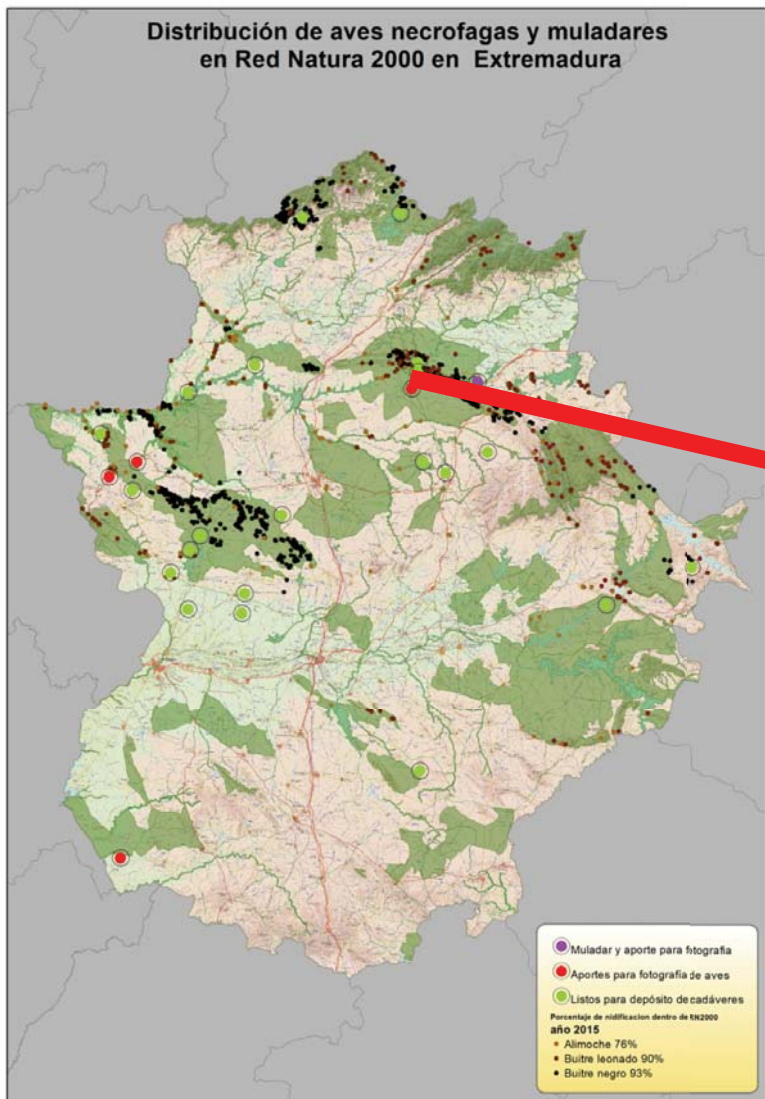 Distribución de aves necrofagas y muladares
en Red Natura 2000 en Extremadura
Muladar y aporte para fotografía
Aportes para fotografía de aves
Listos para depósito de cadáveres
Porcentaje de nidificacion dentro de RN2000
año 2015
Alimoche 76%
Buitre leonado 90%
Buitre negro 93%